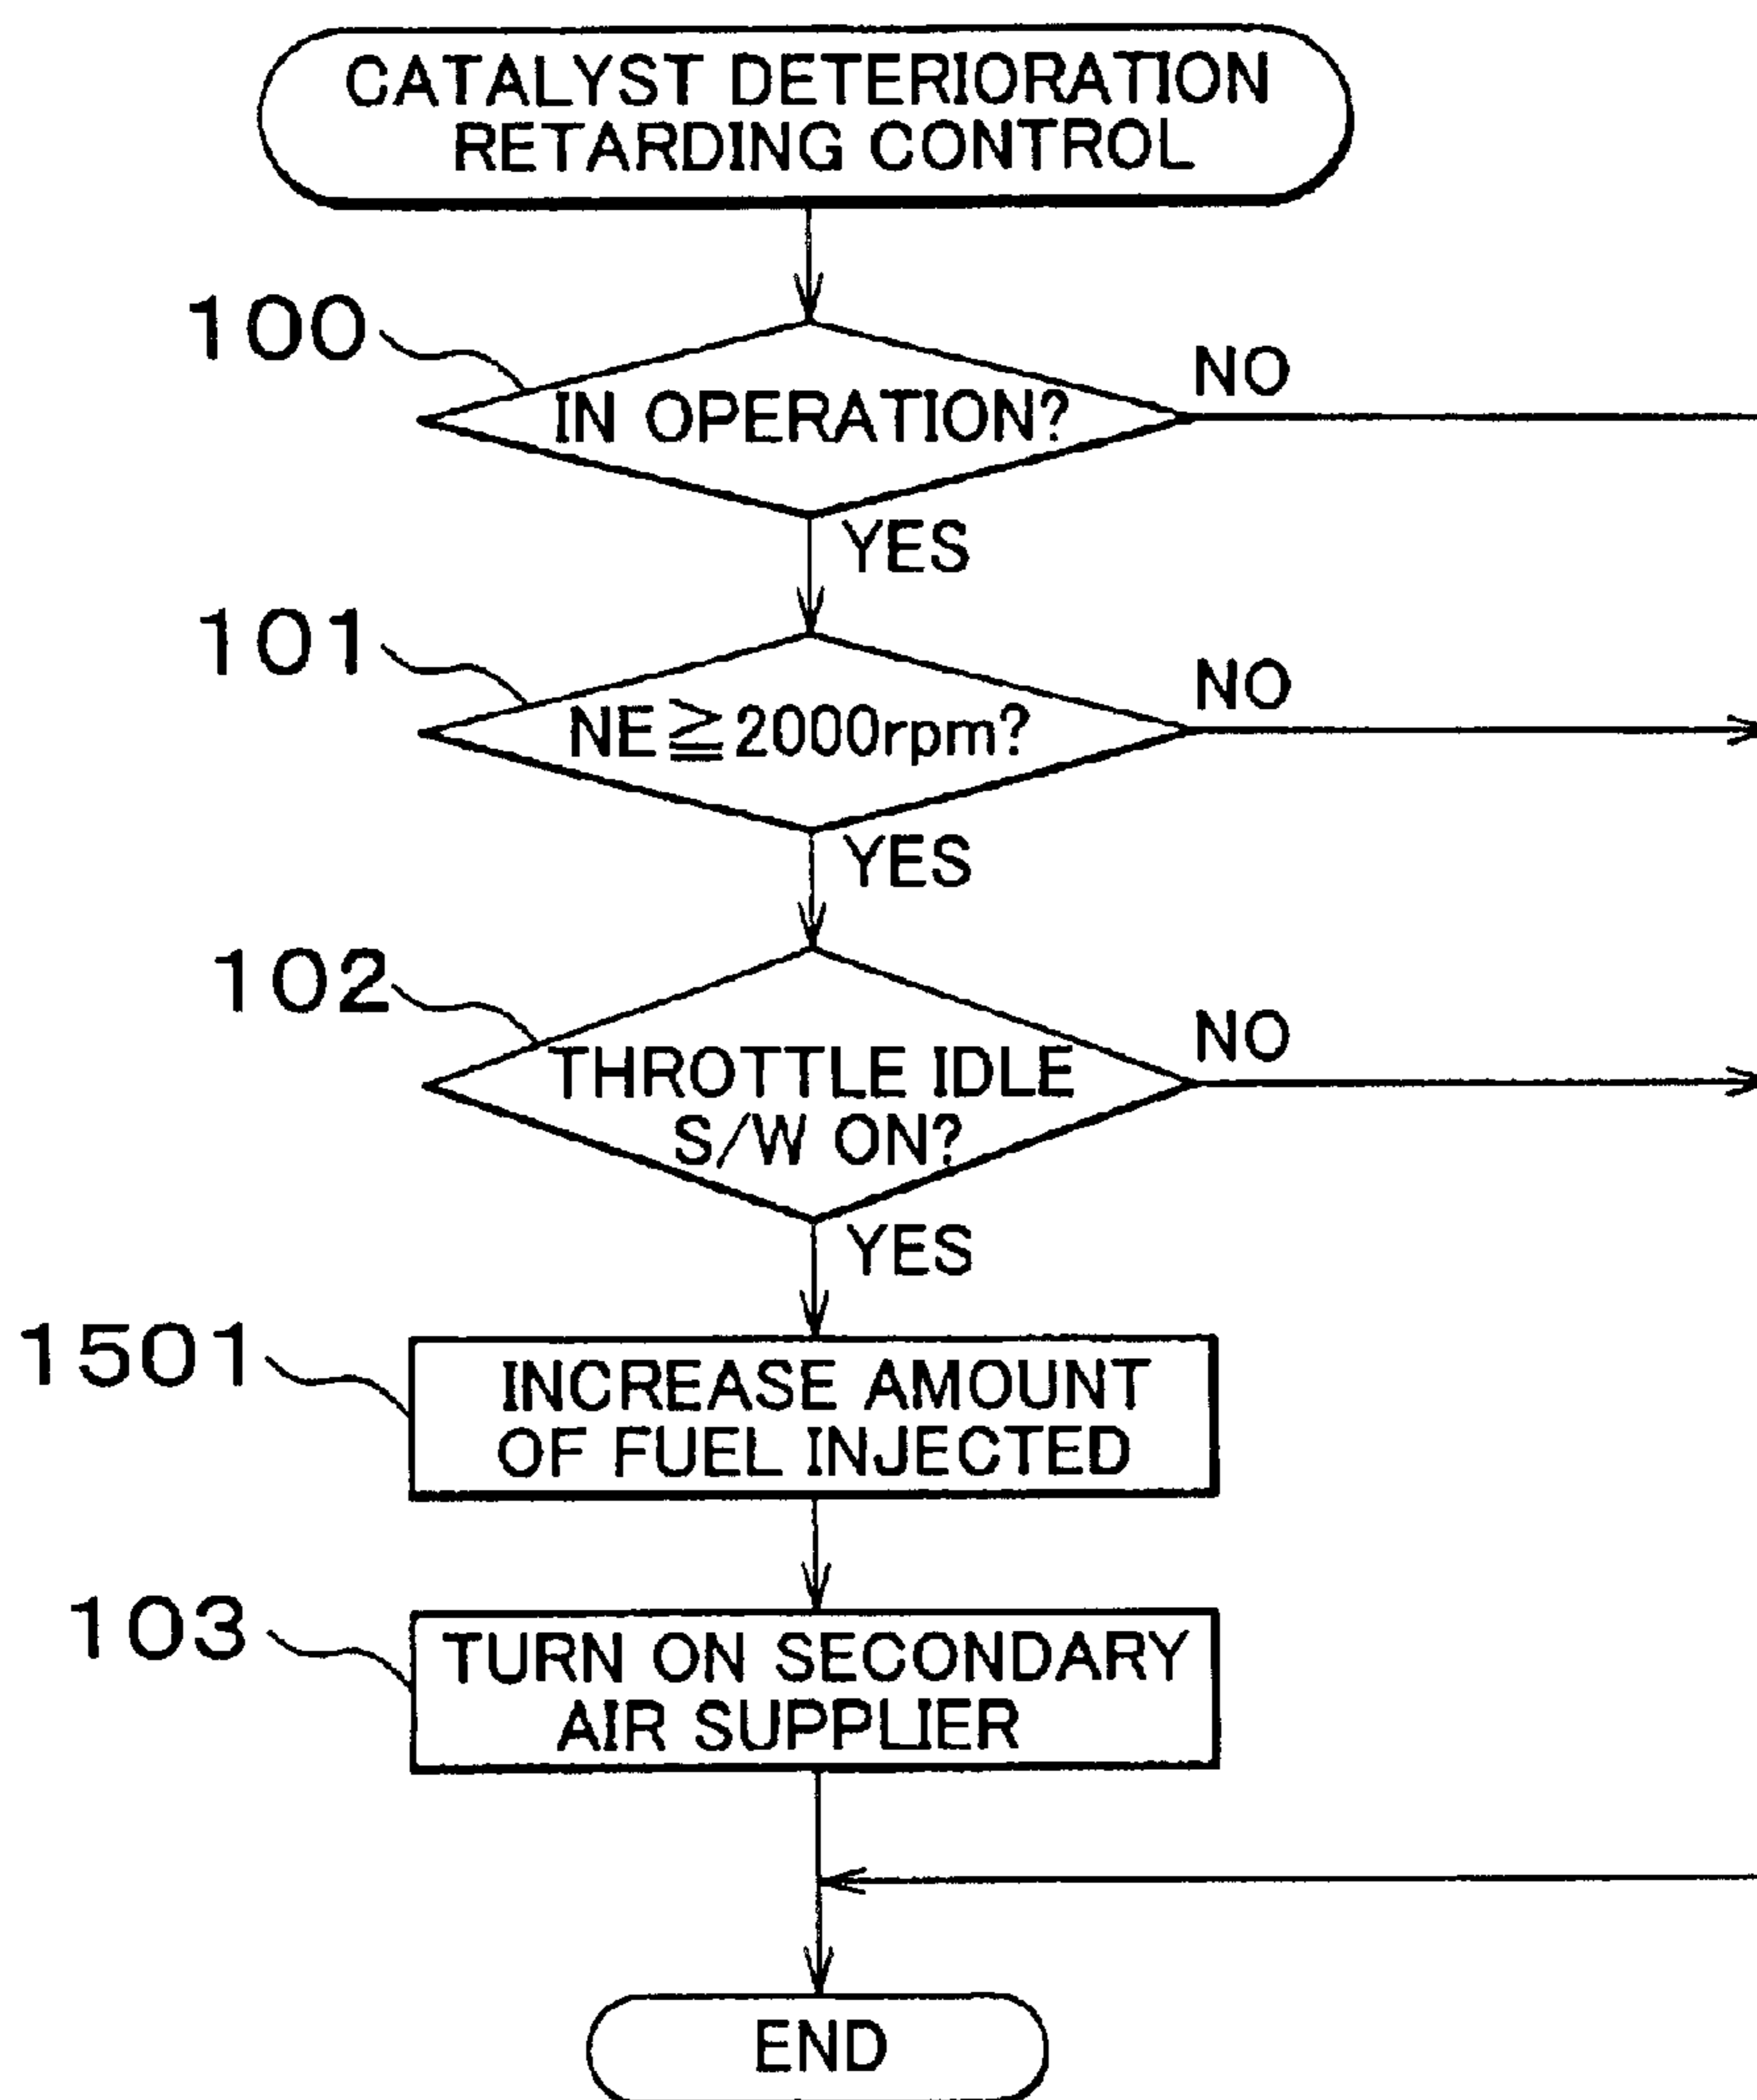 CATALYST DETERIORATION
RETARDING CONTROL
100
IN OPERATION?
NO
YES
101
NE≧2000rpm?
NO
YES
102
THROTTLE IDLE
S/W ON?
NO
YES
1501
INCREASE AMOUNT
OF FUEL INJECTED
103
TURN ON SECONDARY
AIR SUPPLIER
END